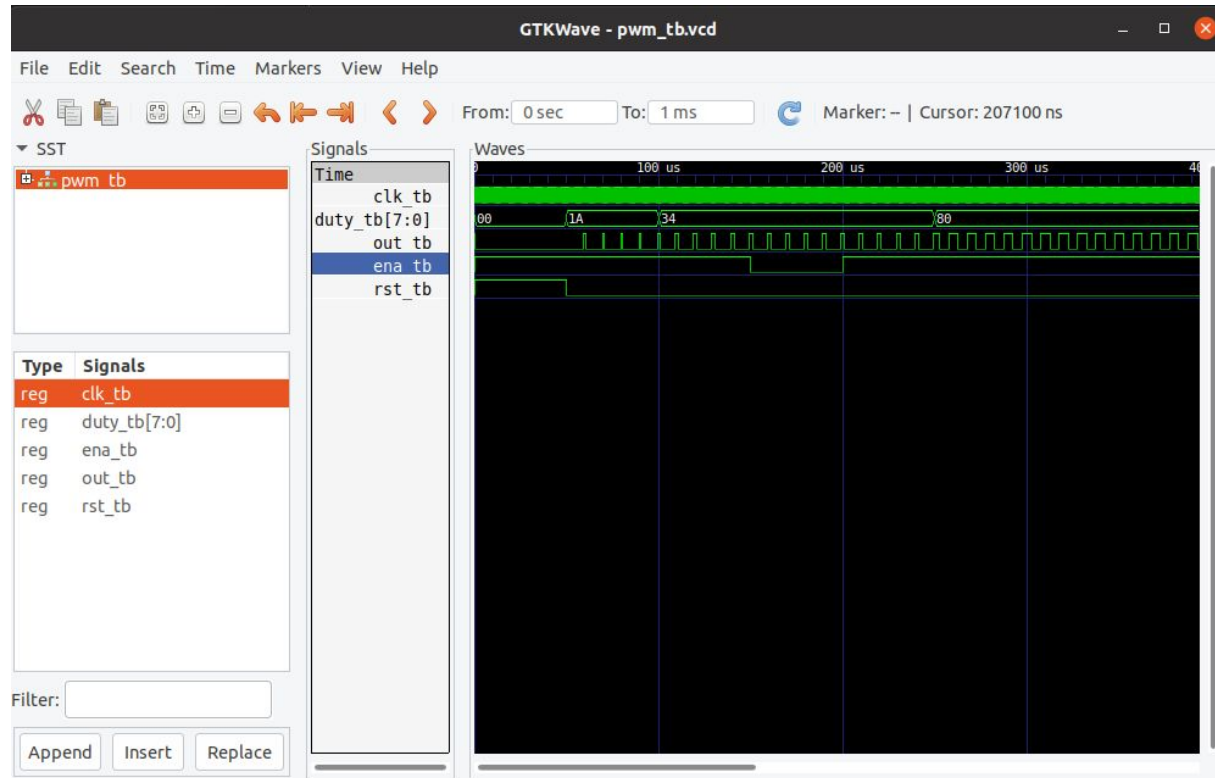 GTKWave - pwm_tb.vcd
File Edit Search Time Markers View Help
From: 0 sec To: 1 ms Marker: -- | Cursor: 207100 ns
SST
pwm_tb
Signals
Time
clk_tb
duty_tb[7:0]
out_tb
ena_tb
rst_tb
Waves
0 100 us 200 us 300 us
00 1A 34 80
Type Signals
reg clk_tb
reg duty_tb[7:0]
reg ena_tb
reg out_tb
reg rst_tb
Filter:
Append Insert Replace